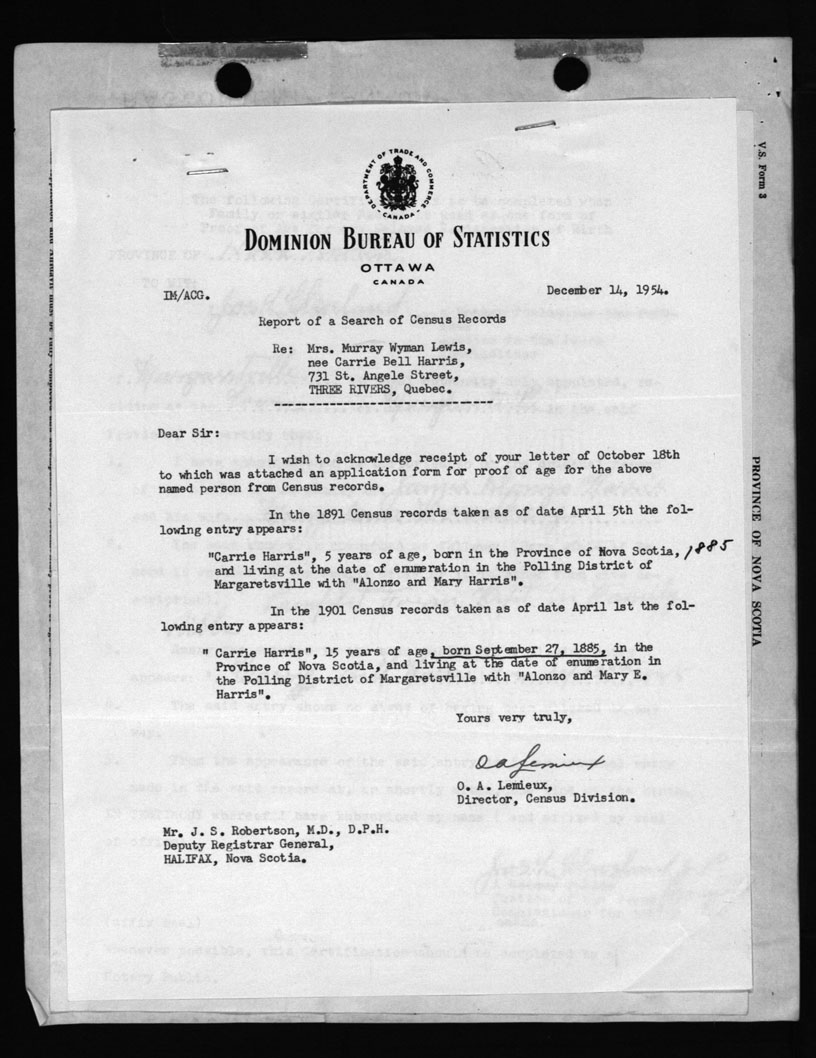 DEPARTMENT OF TRADE AND COMMERCE
- CANADA -
DOMINION BUREAU OF STATISTICS
OTTAWA
CANADA
IM/ACG.
December 14, 1954.
Report of a Search of Census Records
Re: Mrs. Murray Wyman Lewis,
nee Carrie Bell Harris,
731 St. Angele Street,
THREE RIVERS, Quebec.
Dear Sir:
I wish to acknowledge receipt of your letter of October 18th
to which was attached an application form for proof of age for the above
named person from Census records.
In the 1891 Census records taken as of date April 5th the fol-
lowing entry appears:
"Carrie Harris", 5 years of age, born in the Province of Nova Scotia, 1885
and living at the date of enumeration in the Polling District of
Margaretsville with "Alonzo and Mary Harris".
In the 1901 Census records taken as of date April 1st the fol-
lowing entry appears:
" Carrie Harris", 15 years of age, born September 27, 1885, in the
Province of Nova Scotia, and living at the date of enumeration in
the Polling District of Margaretsville with "Alonzo and Mary E.
Harris".
Yours very truly,
O A Lemieux
O. A. Lemieux,
Director, Census Division.
Mr. J. S. Robertson, M.D., D.P.H.
Deputy Registrar General,
HALIFAX, Nova Scotia.
V.S. Form 3
PROVINCE OF NOVA SCOTIA